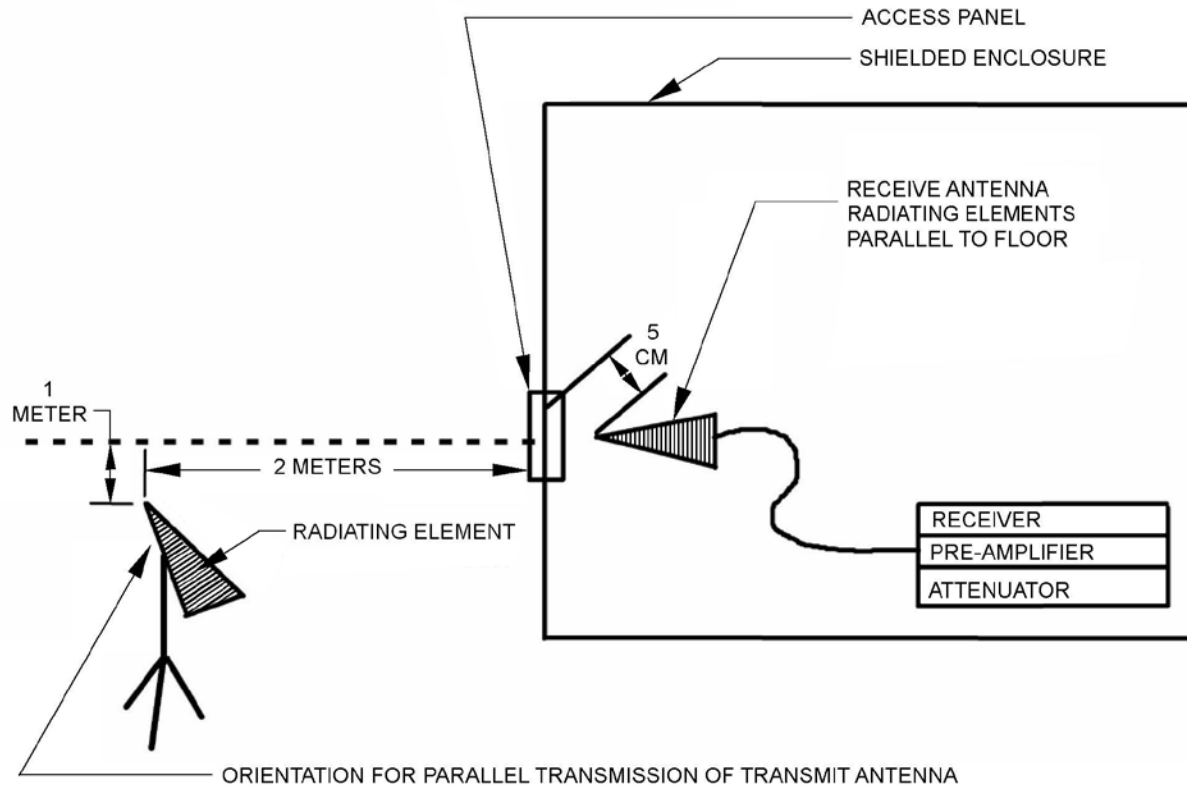 ACCESS PANEL
SHIELDED ENCLOSURE
RECEIVE ANTENNA
RADIATING ELEMENTS
PARALLEL TO FLOOR
5
CM
1
METER
2 METERS
RADIATING ELEMENT
RECEIVER
PRE-AMPLIFIER
ATTENUATOR
ORIENTATION FOR PARALLEL TRANSMISSION OF TRANSMIT ANTENNA